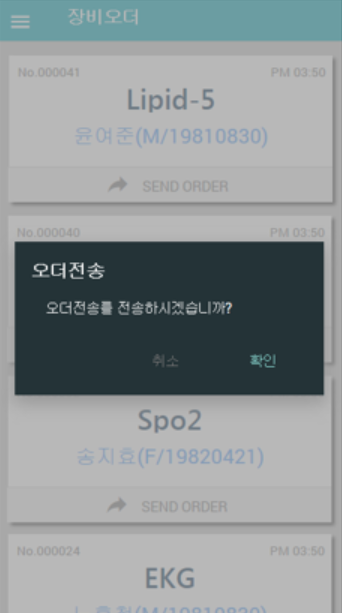 장비오더
No.000041 PM 03:50
Lipid-5
윤여준(M/19810830)
SEND ORDER
No.000040 PM 03:50
오더전송
오더전송를 전송하시겠습니까?
취소 확인
Spo2
송지효(F/19820421)
SEND ORDER
No.000024 PM 03:50
EKG